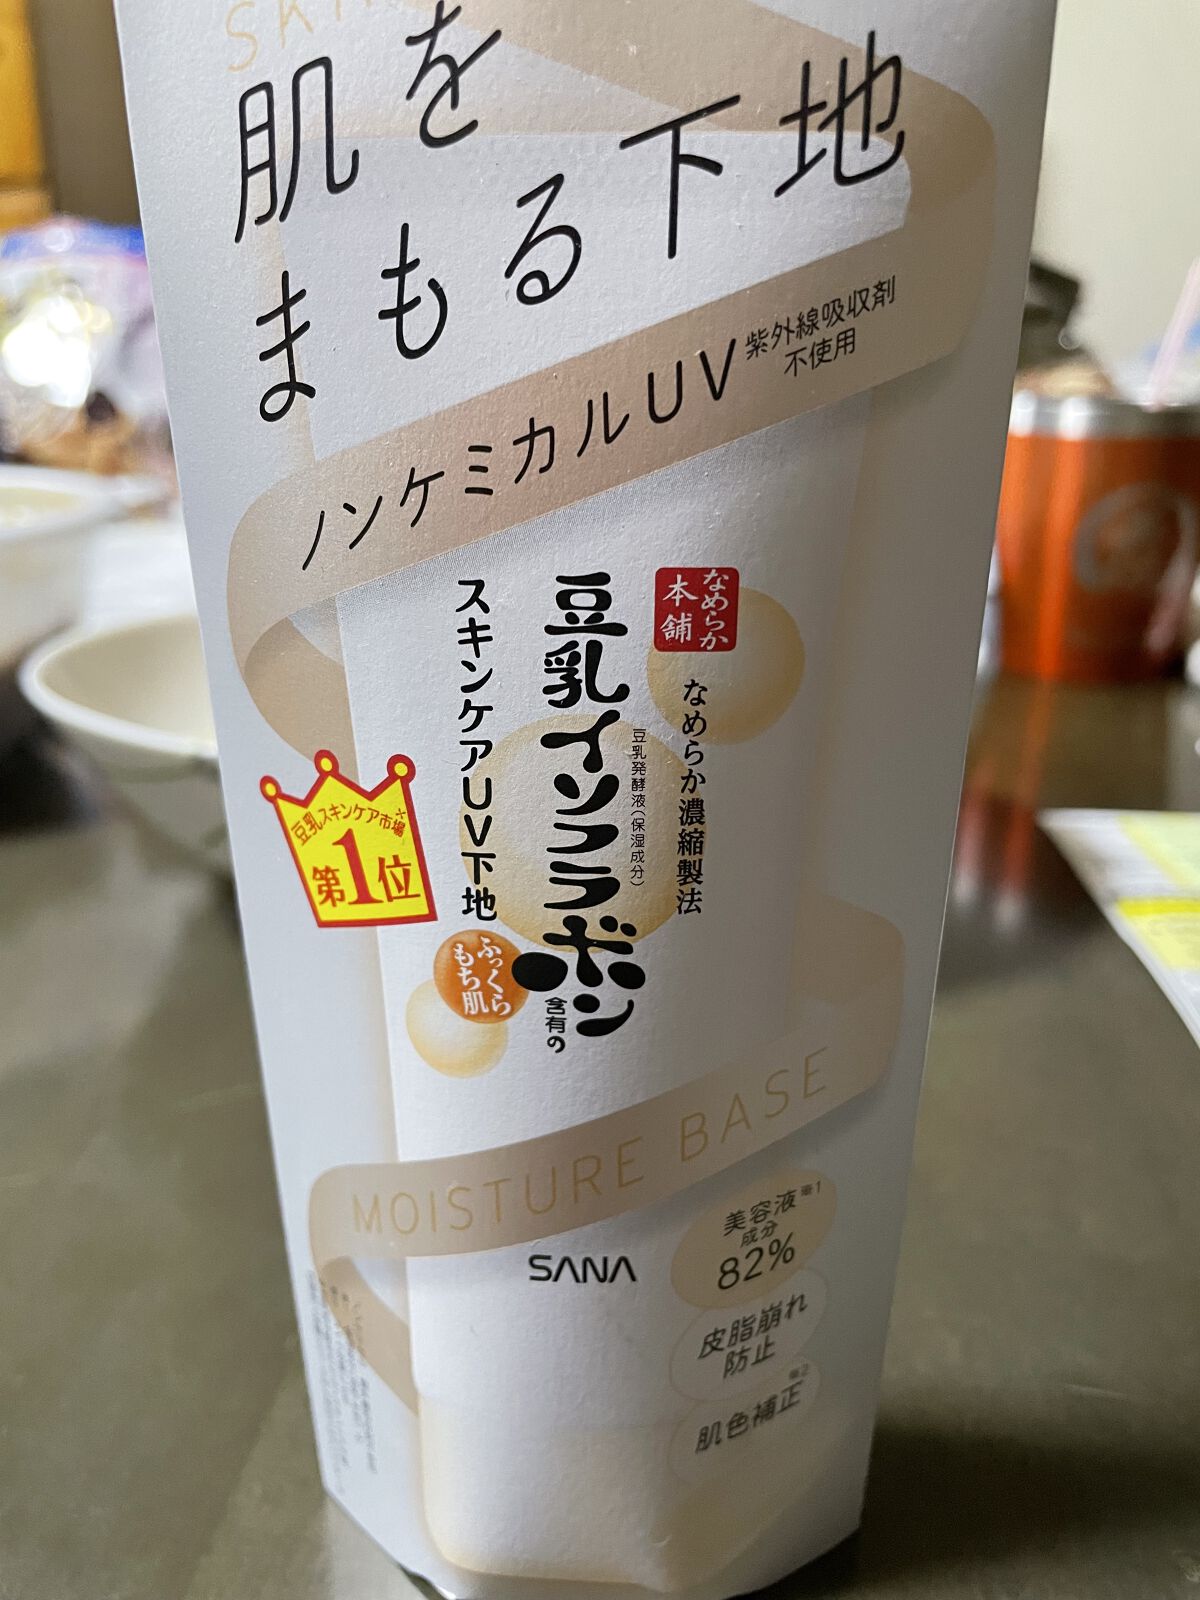 肌を
まもる下地
ノンケミカルUV
紫外線吸収剤
不使用
なめらか
本舗
なめらか濃縮製法
豆乳発酵液(保湿成分)
豆乳イソフラボン
含有の
スキンケアUV下地
ふっくら
もち肌
豆乳スキンケア市場※
第1位
MOISTURE BASE
SANA
美容液※1
成分
82%
皮脂崩れ
防止
肌色補正※2